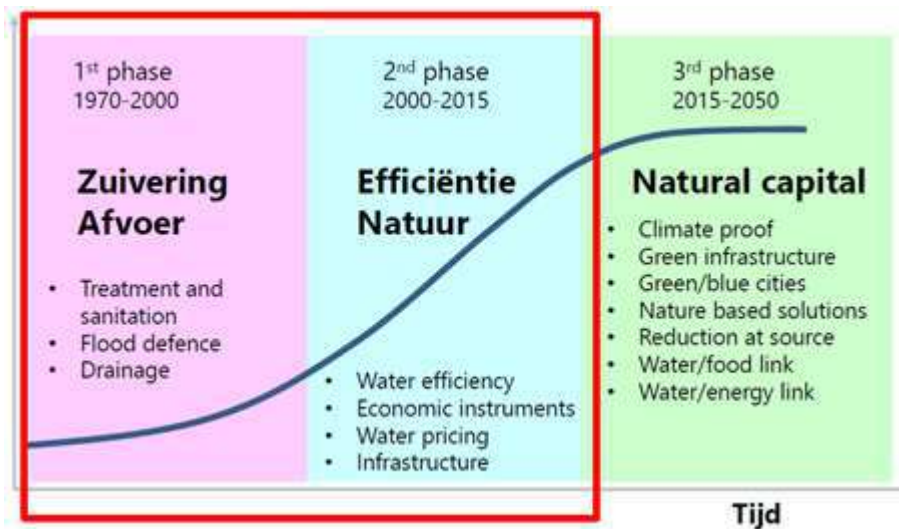 1st phase
1970-2000
Zuivering
Afvoer
• Treatment and
sanitation
• Flood defence
• Drainage
2nd phase
2000-2015
Efficiëntie
Natuur
• Water efficiency
• Economic instruments
• Water pricing
• Infrastructure
3rd phase
2015-2050
Natural capital
• Climate proof
• Green infrastructure
• Green/blue cities
• Nature based solutions
• Reduction at source
• Water/food link
• Water/energy link
Tijd